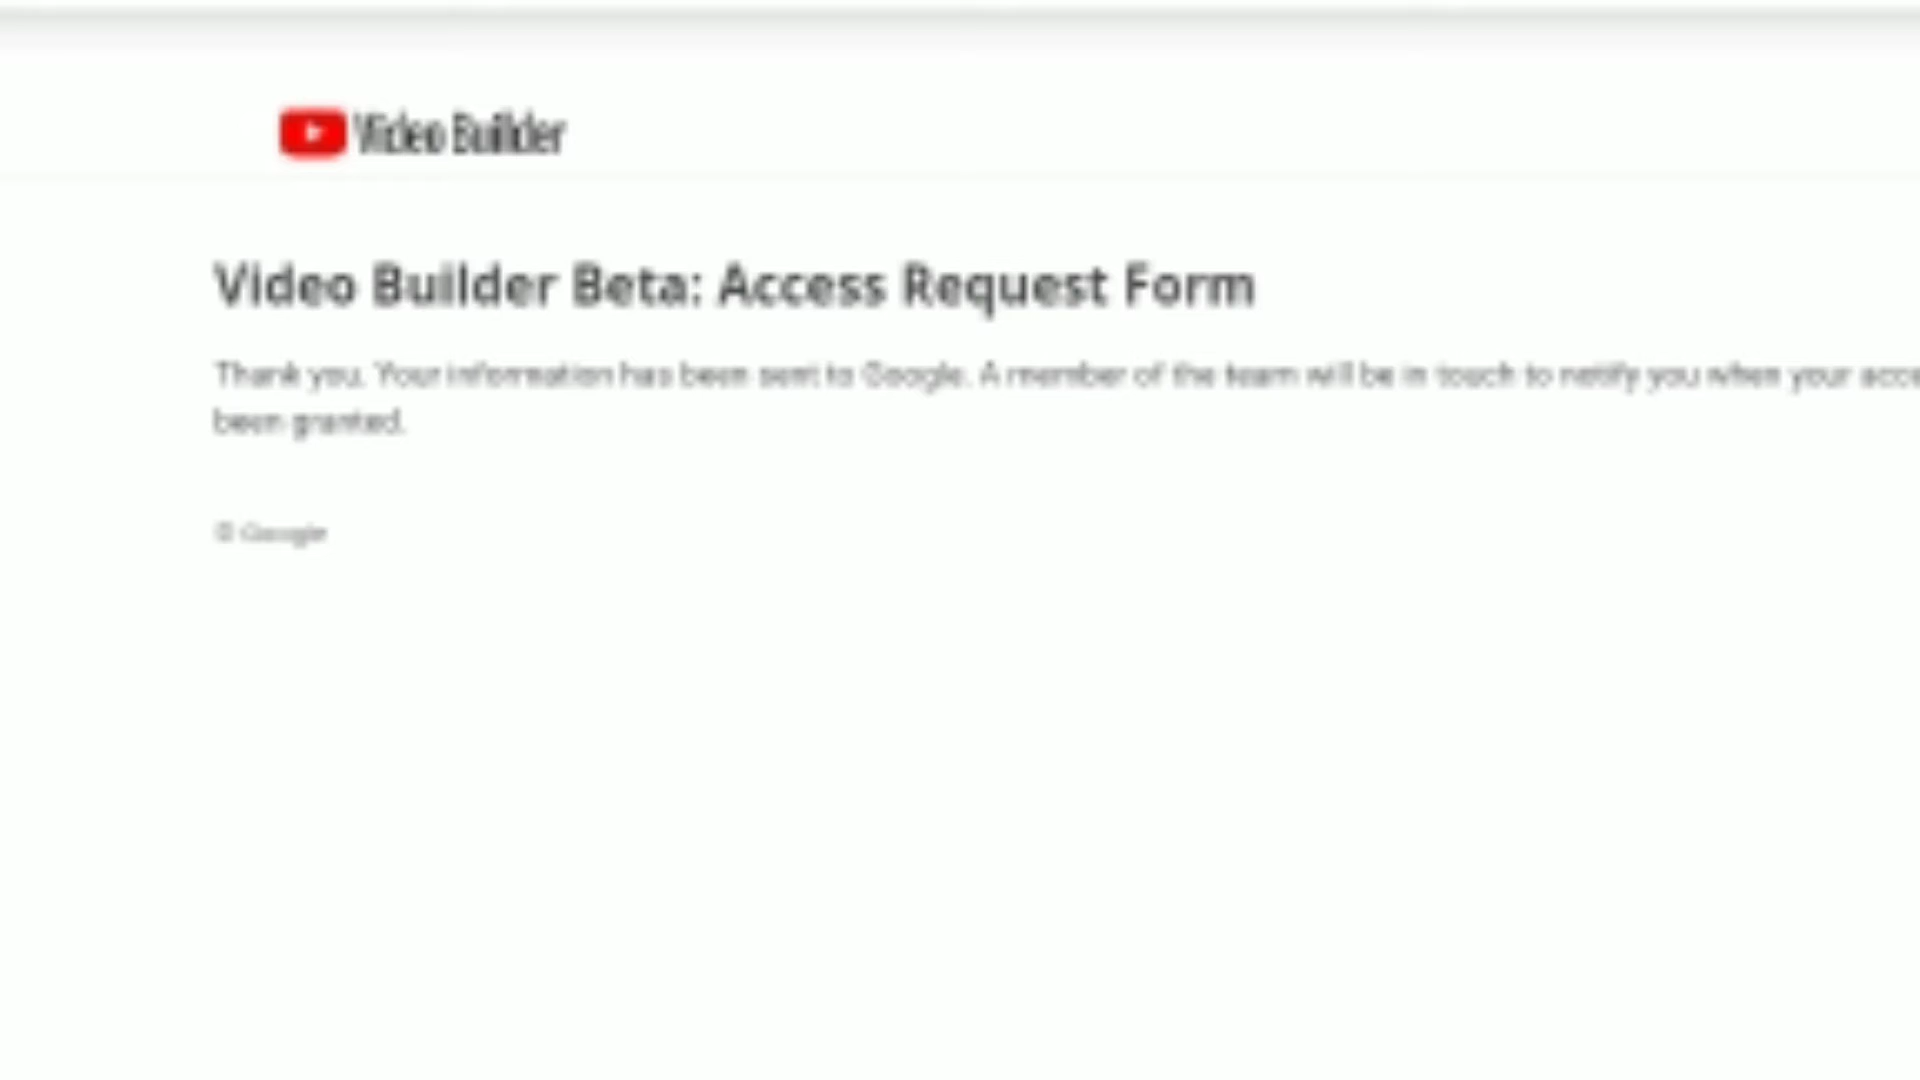 Video Builder
Video Builder Beta: Access Request Form
Thank you. Your information has been sent to Google. A member of the team will be in touch to notify you when your acce
been granted.
© Google